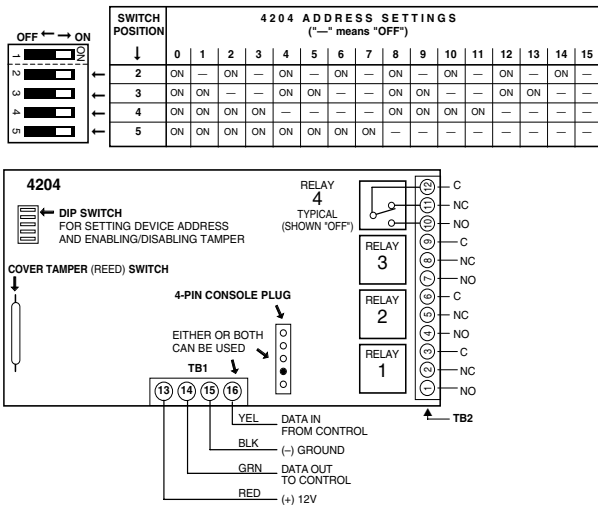 OFF ← → ON
ON
1
2
3
4
5
SWITCH POSITION ↓ 4204 ADDRESS SETTINGS ("—" means "OFF")
0 1 2 3 4 5 6 7 8 9 10 11 12 13 14 15
2 ON — ON — ON — ON — ON — ON — ON — ON —
3 ON ON — — ON ON — — ON ON — — ON ON — —
4 ON ON ON ON — — — — ON ON ON ON — — — —
5 ON ON ON ON ON ON ON ON — — — — — — — —
4204
DIP SWITCH
FOR SETTING DEVICE ADDRESS
AND ENABLING/DISABLING TAMPER
COVER TAMPER (REED) SWITCH
4-PIN CONSOLE PLUG
EITHER OR BOTH
CAN BE USED
TB1
13 14 15 16
RELAY
4
TYPICAL
(SHOWN "OFF")
RELAY
3
RELAY
2
RELAY
1
12 C
11 NC
10 NO
9 C
8 NC
7 NO
6 C
5 NC
4 NO
3 C
2 NC
1 NO
TB2
YEL DATA IN
FROM CONTROL
BLK (–) GROUND
GRN DATA OUT
TO CONTROL
RED (+) 12V